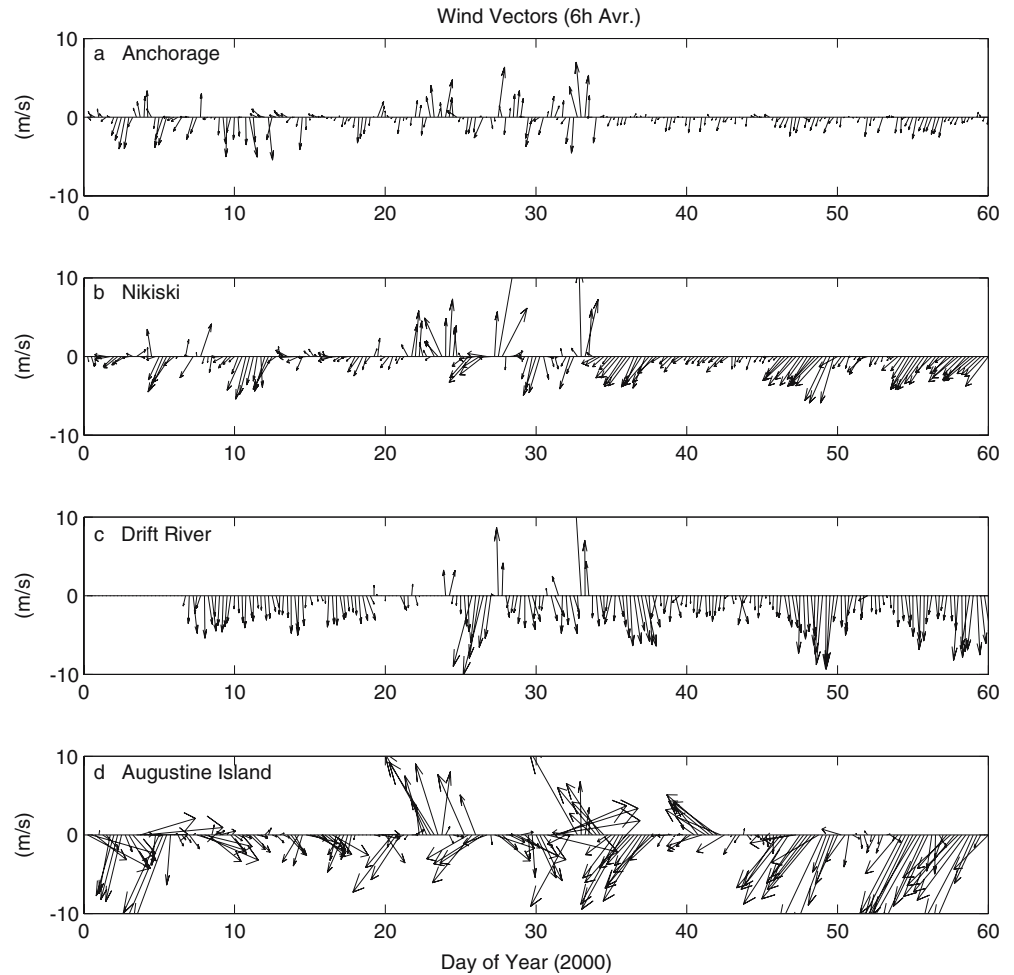 Wind Vectors (6h Avr.)
10
a Anchorage
(m/s)
0
-10
0 10 20 30 40 50 60
10
b Nikiski
(m/s)
0
-10
0 10 20 30 40 50 60
10
c Drift River
(m/s)
0
-10
0 10 20 30 40 50 60
10
d Augustine Island
(m/s)
0
-10
0 10 20 30 40 50 60
Day of Year (2000)